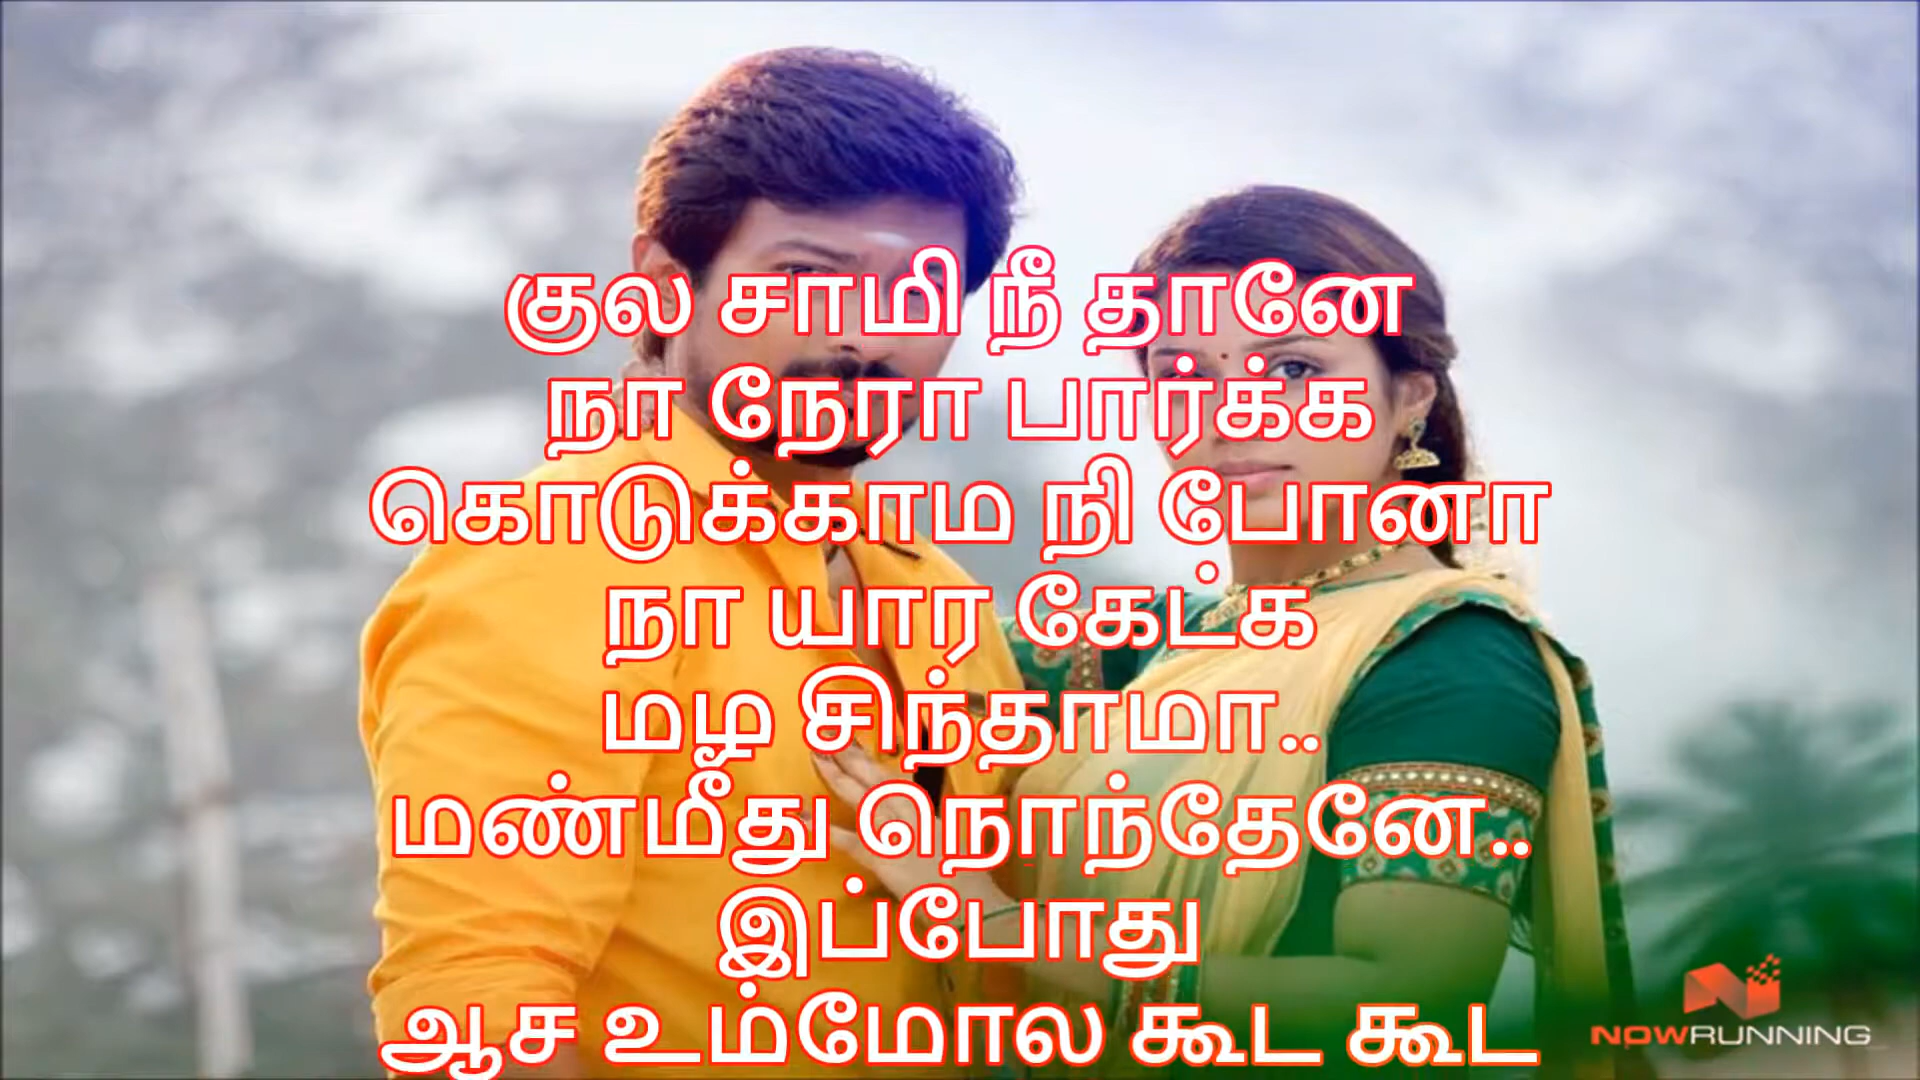 குல சாமி நீ தானே
நா நேரா பார்க்க
கொடுக்காம நி போனா
நா யார கேட்க
மழ சிந்தாமா..
மண்மீது நொந்தேனே..
இப்போது
ஆச உம்மோல கூட கூட
NOWRUNNING